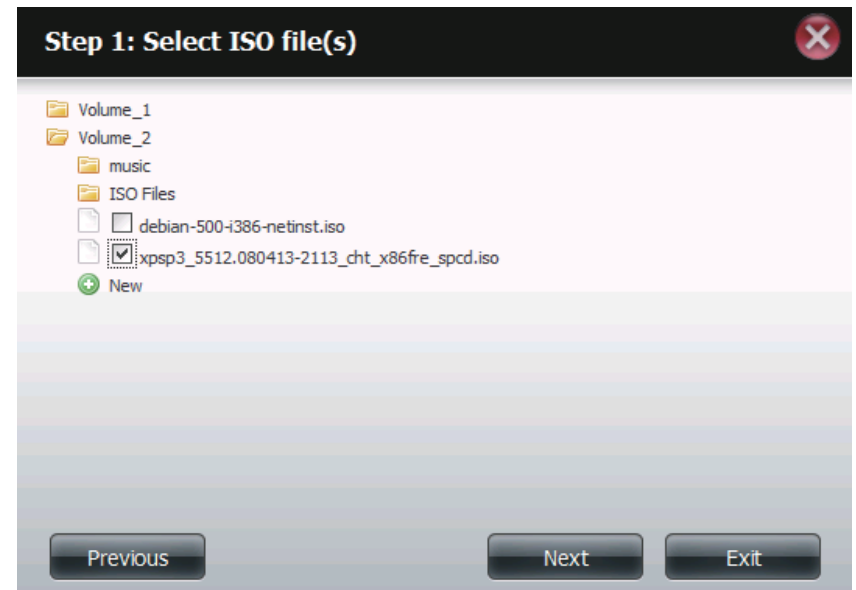 Step 1: Select ISO file(s)
Volume_1
Volume_2
music
ISO Files
debian-500-i386-netinst.iso
xpsp3_5512.080413-2113_cht_x86fre_spcd.iso
New
Previous Next Exit